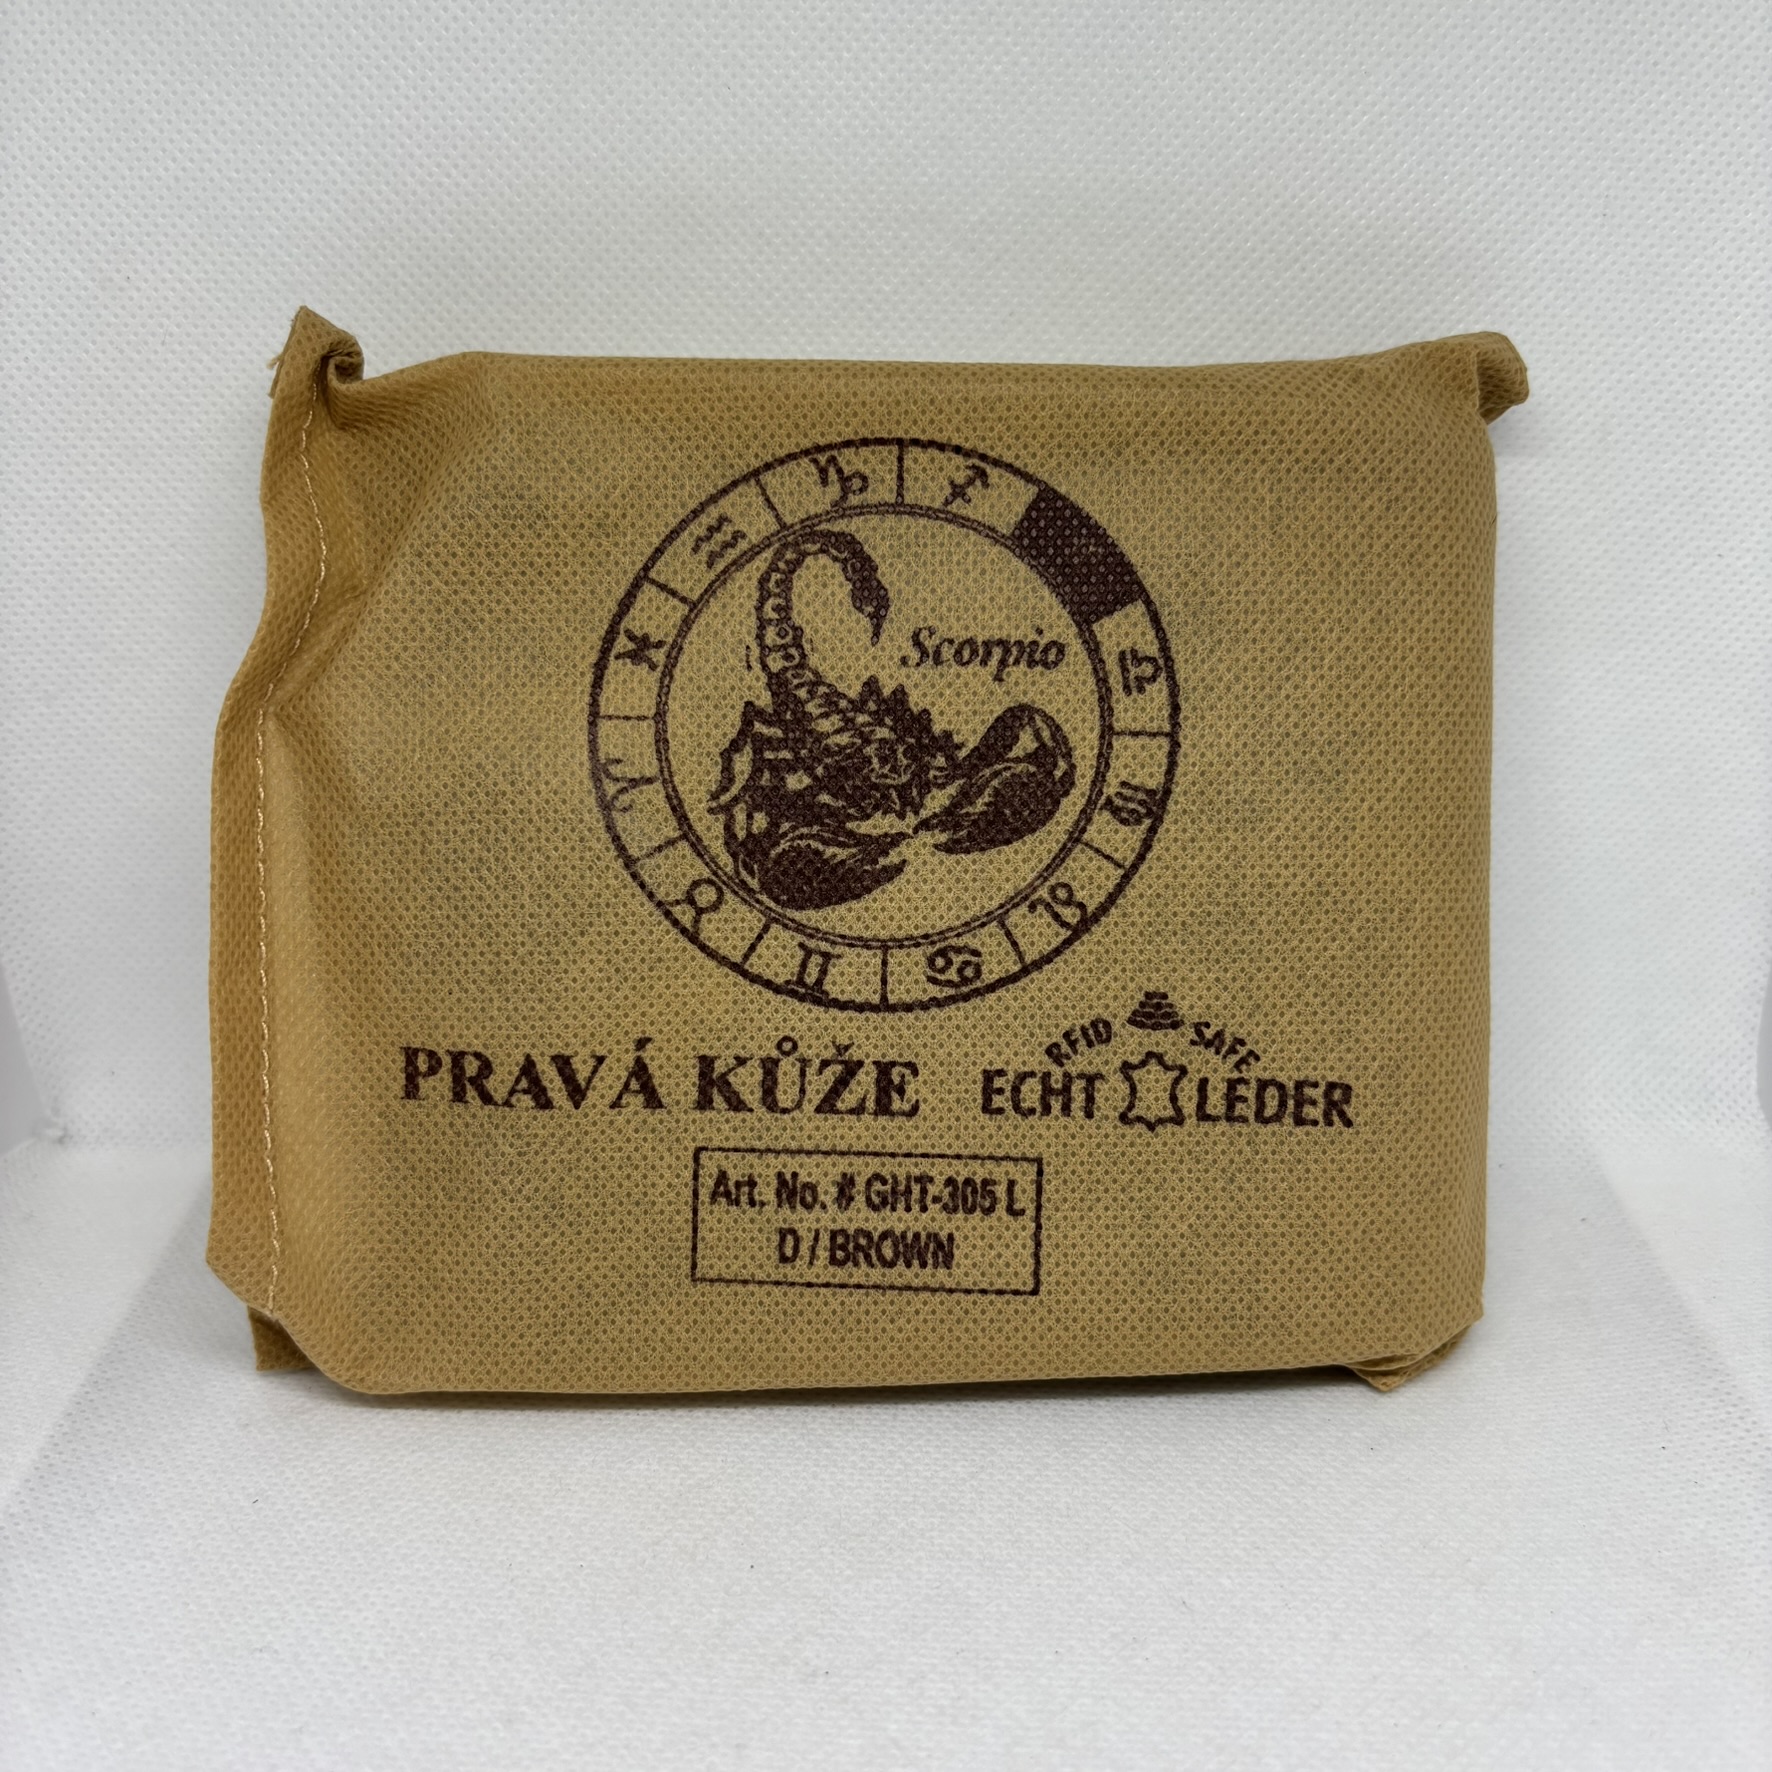 Scorpio
RFID SAFE
PRAVÁ KŮŽE ECHT LEDER
Art. No. # GHT-305 L
D / BROWN